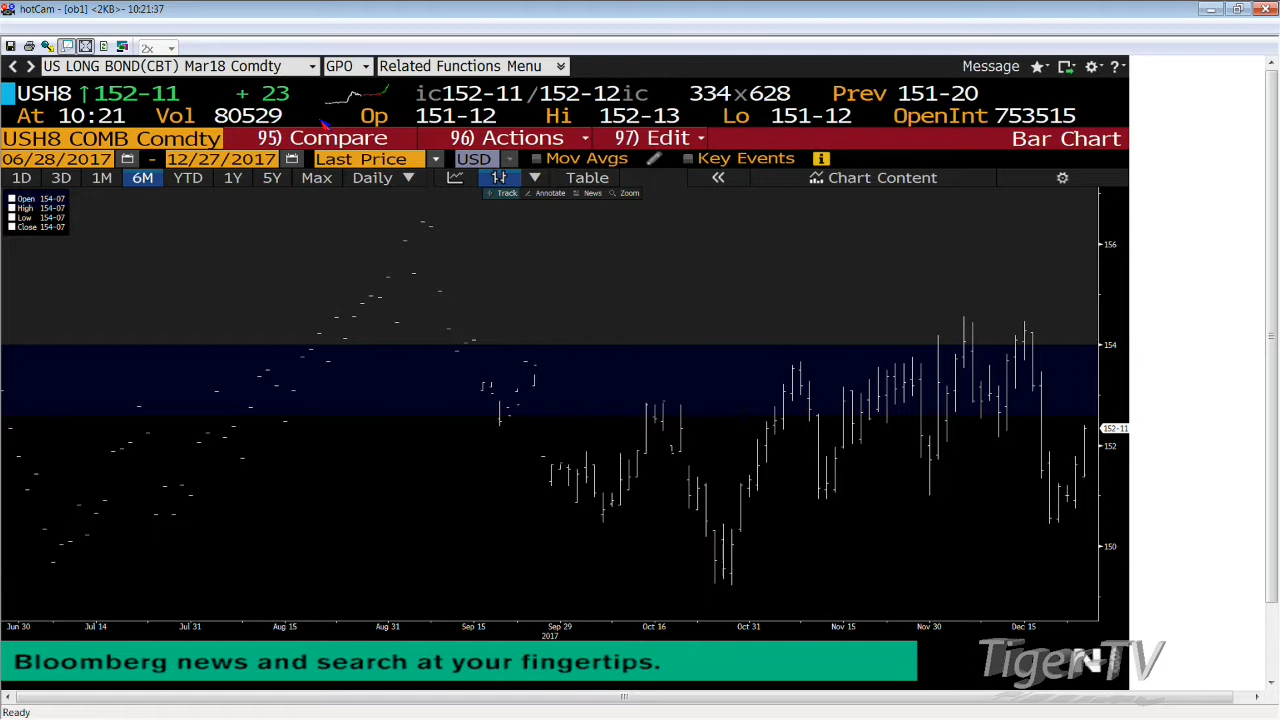 hotCam - [ob1] <2KB>- 10:21:37
2x
US LONG BOND(CBT) Mar18 Comdty GPO Related Functions Menu Message ?
USH8 ↑152-11 + 23 ic152-11/152-12ic 334x628 Prev 151-20
At 10:21 Vol 80529 Op 151-12 Hi 152-13 Lo 151-12 OpenInt 753515
USH8 COMB Comdty 95) Compare 96) Actions 97) Edit Bar Chart
06/28/2017 - 12/27/2017 Last Price USD Mov Avgs Key Events i
1D 3D 1M 6M YTD 1Y 5Y Max Daily Table « Chart Content
Track Annotate News Zoom
Open 154-07
High 154-07
Low 154-07
Close 154-07
156
154
152-11
152
150
Jun 30 Jul 14 Jul 31 Aug 15 Aug 31 Sep 15 Sep 29 Oct 16 Oct 31 Nov 15 Nov 30 Dec 15
2017
Bloomberg news and search at your fingertips.
Tiger-TV
Ready